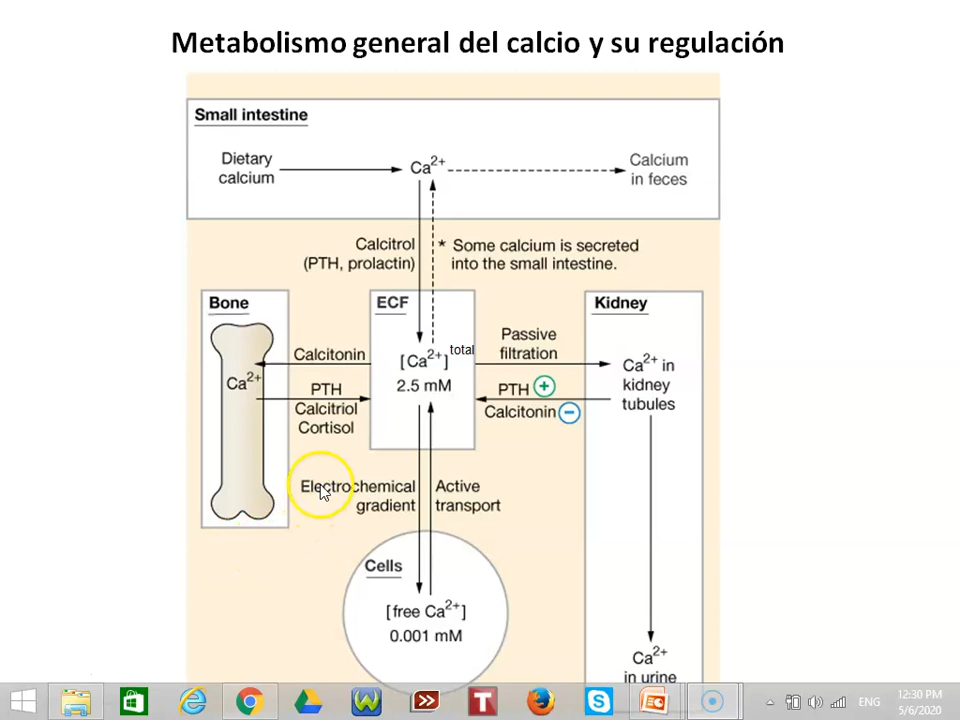 Metabolismo general del calcio y su regulación
Small intestine
Dietary
calcium
Ca2+
Calcium
in feces
Calcitrol
(PTH, prolactin)
* Some calcium is secreted
into the small intestine.
Bone
ECF
Kidney
Ca2+
Calcitonin
PTH
Calcitriol
Cortisol
[Ca2+] total
2.5 mM
Passive
filtration
PTH +
Calcitonin −
Ca2+ in
kidney
tubules
Electrochemical
gradient
Active
transport
Cells
[free Ca2+]
0.001 mM
Ca2+
in urine
ENG
12:30 PM
5/6/2020